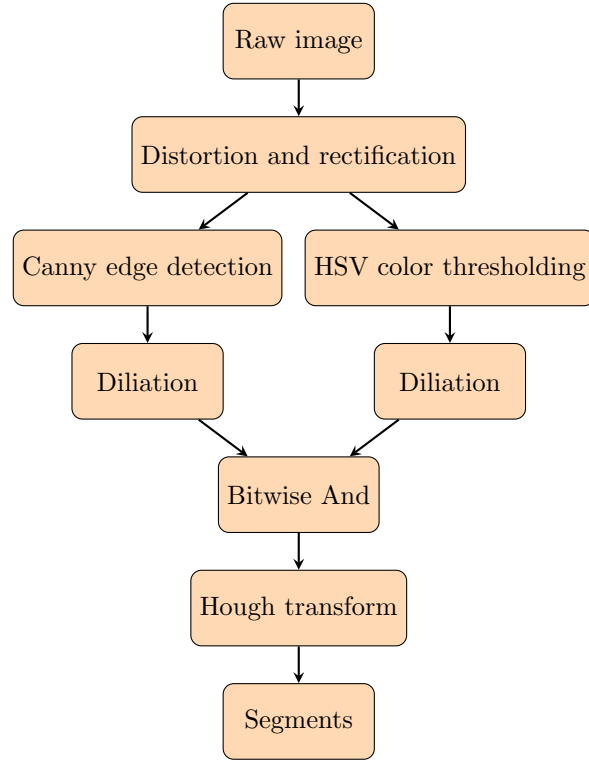 Raw image
Distortion and rectification
Canny edge detection
HSV color thresholding
Diliation
Diliation
Bitwise And
Hough transform
Segments